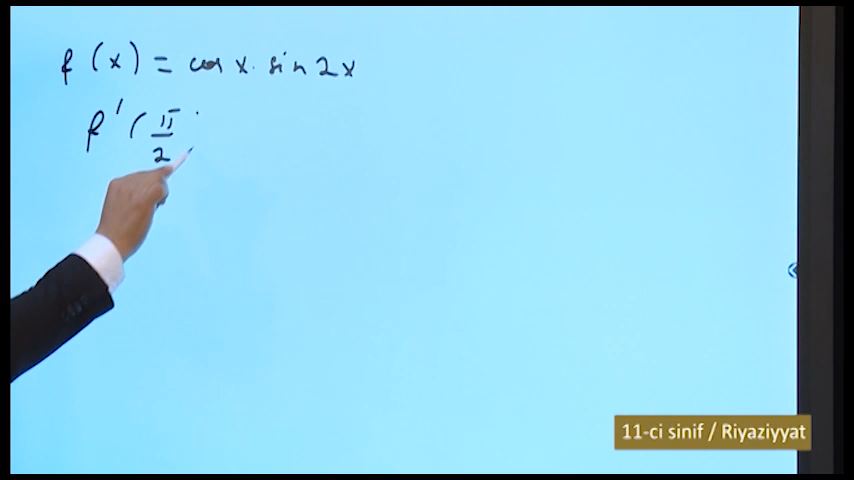 f(x) = cos x · sin 2x
f'(π/2
11-ci sinif / Riyaziyyat